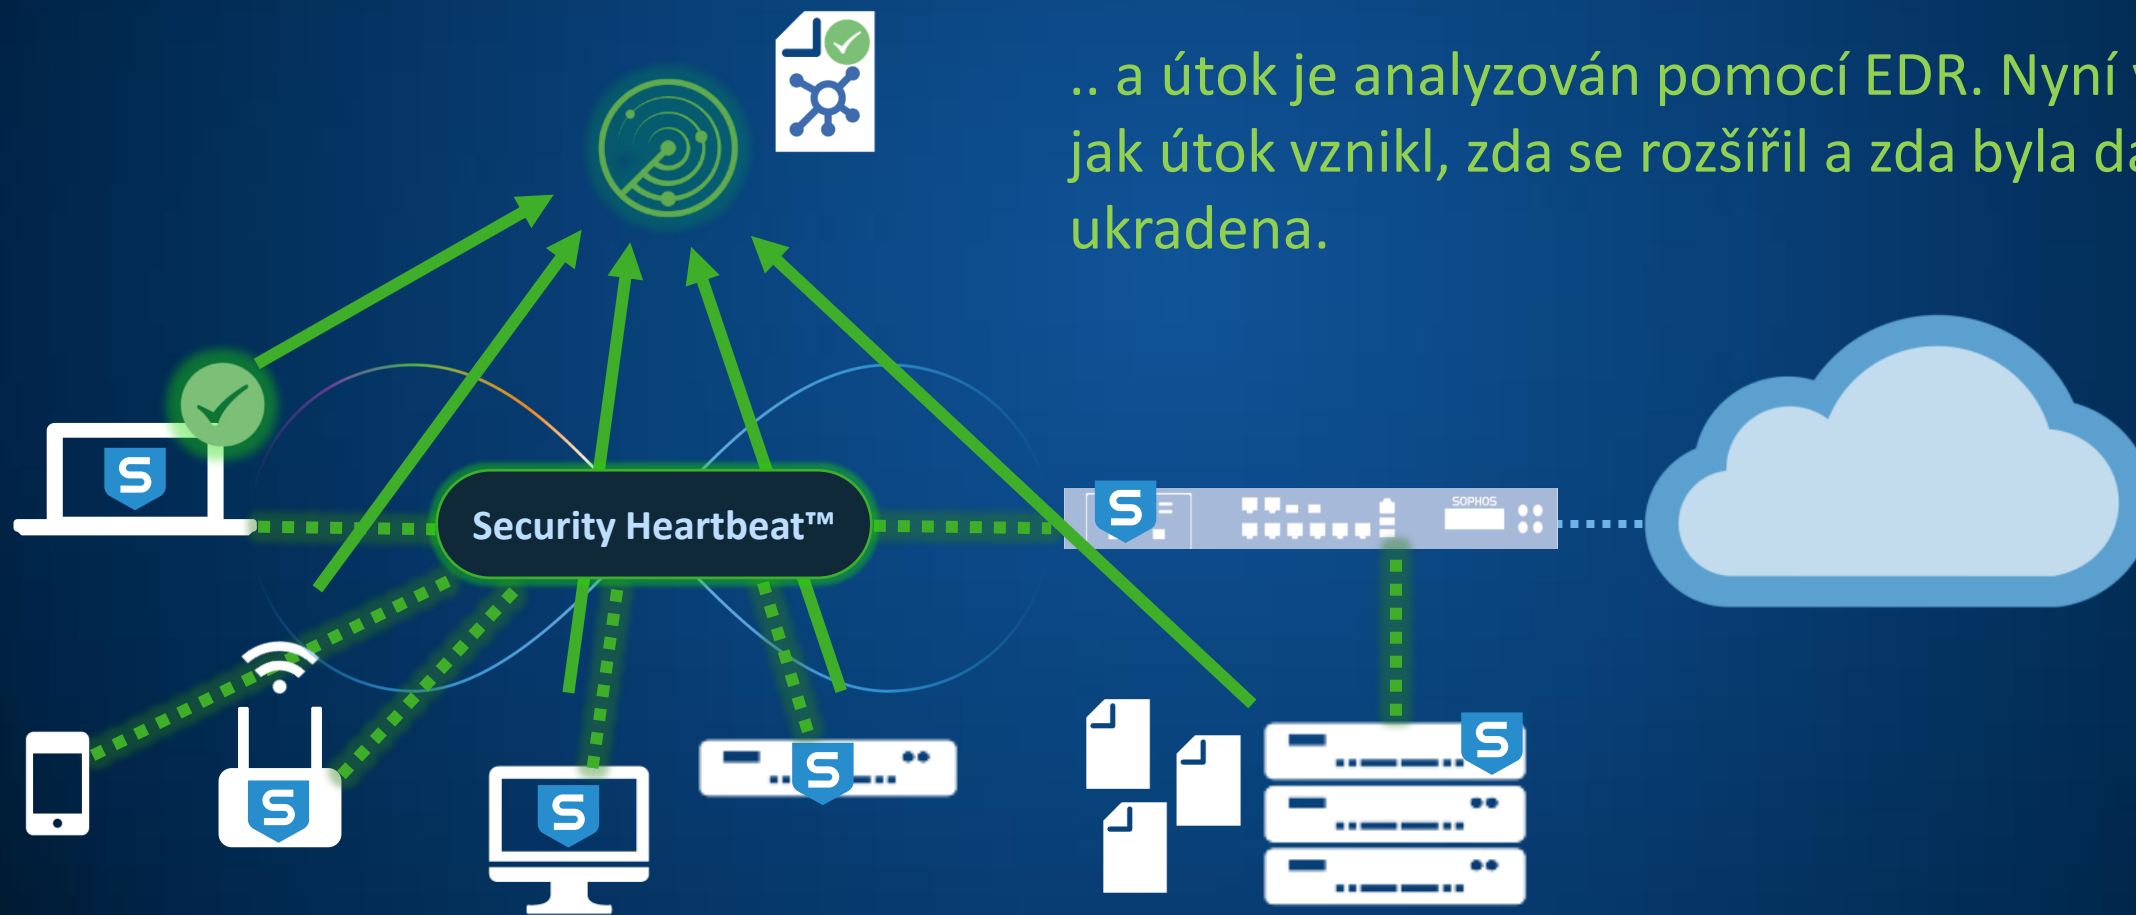 .. a útok je analyzován pomocí EDR. Nyní
jak útok vznikl, zda se rozšířil a zda byla
ukradena.
Security Heartbeat™
SOPHOS
S
S
S
S
S
S